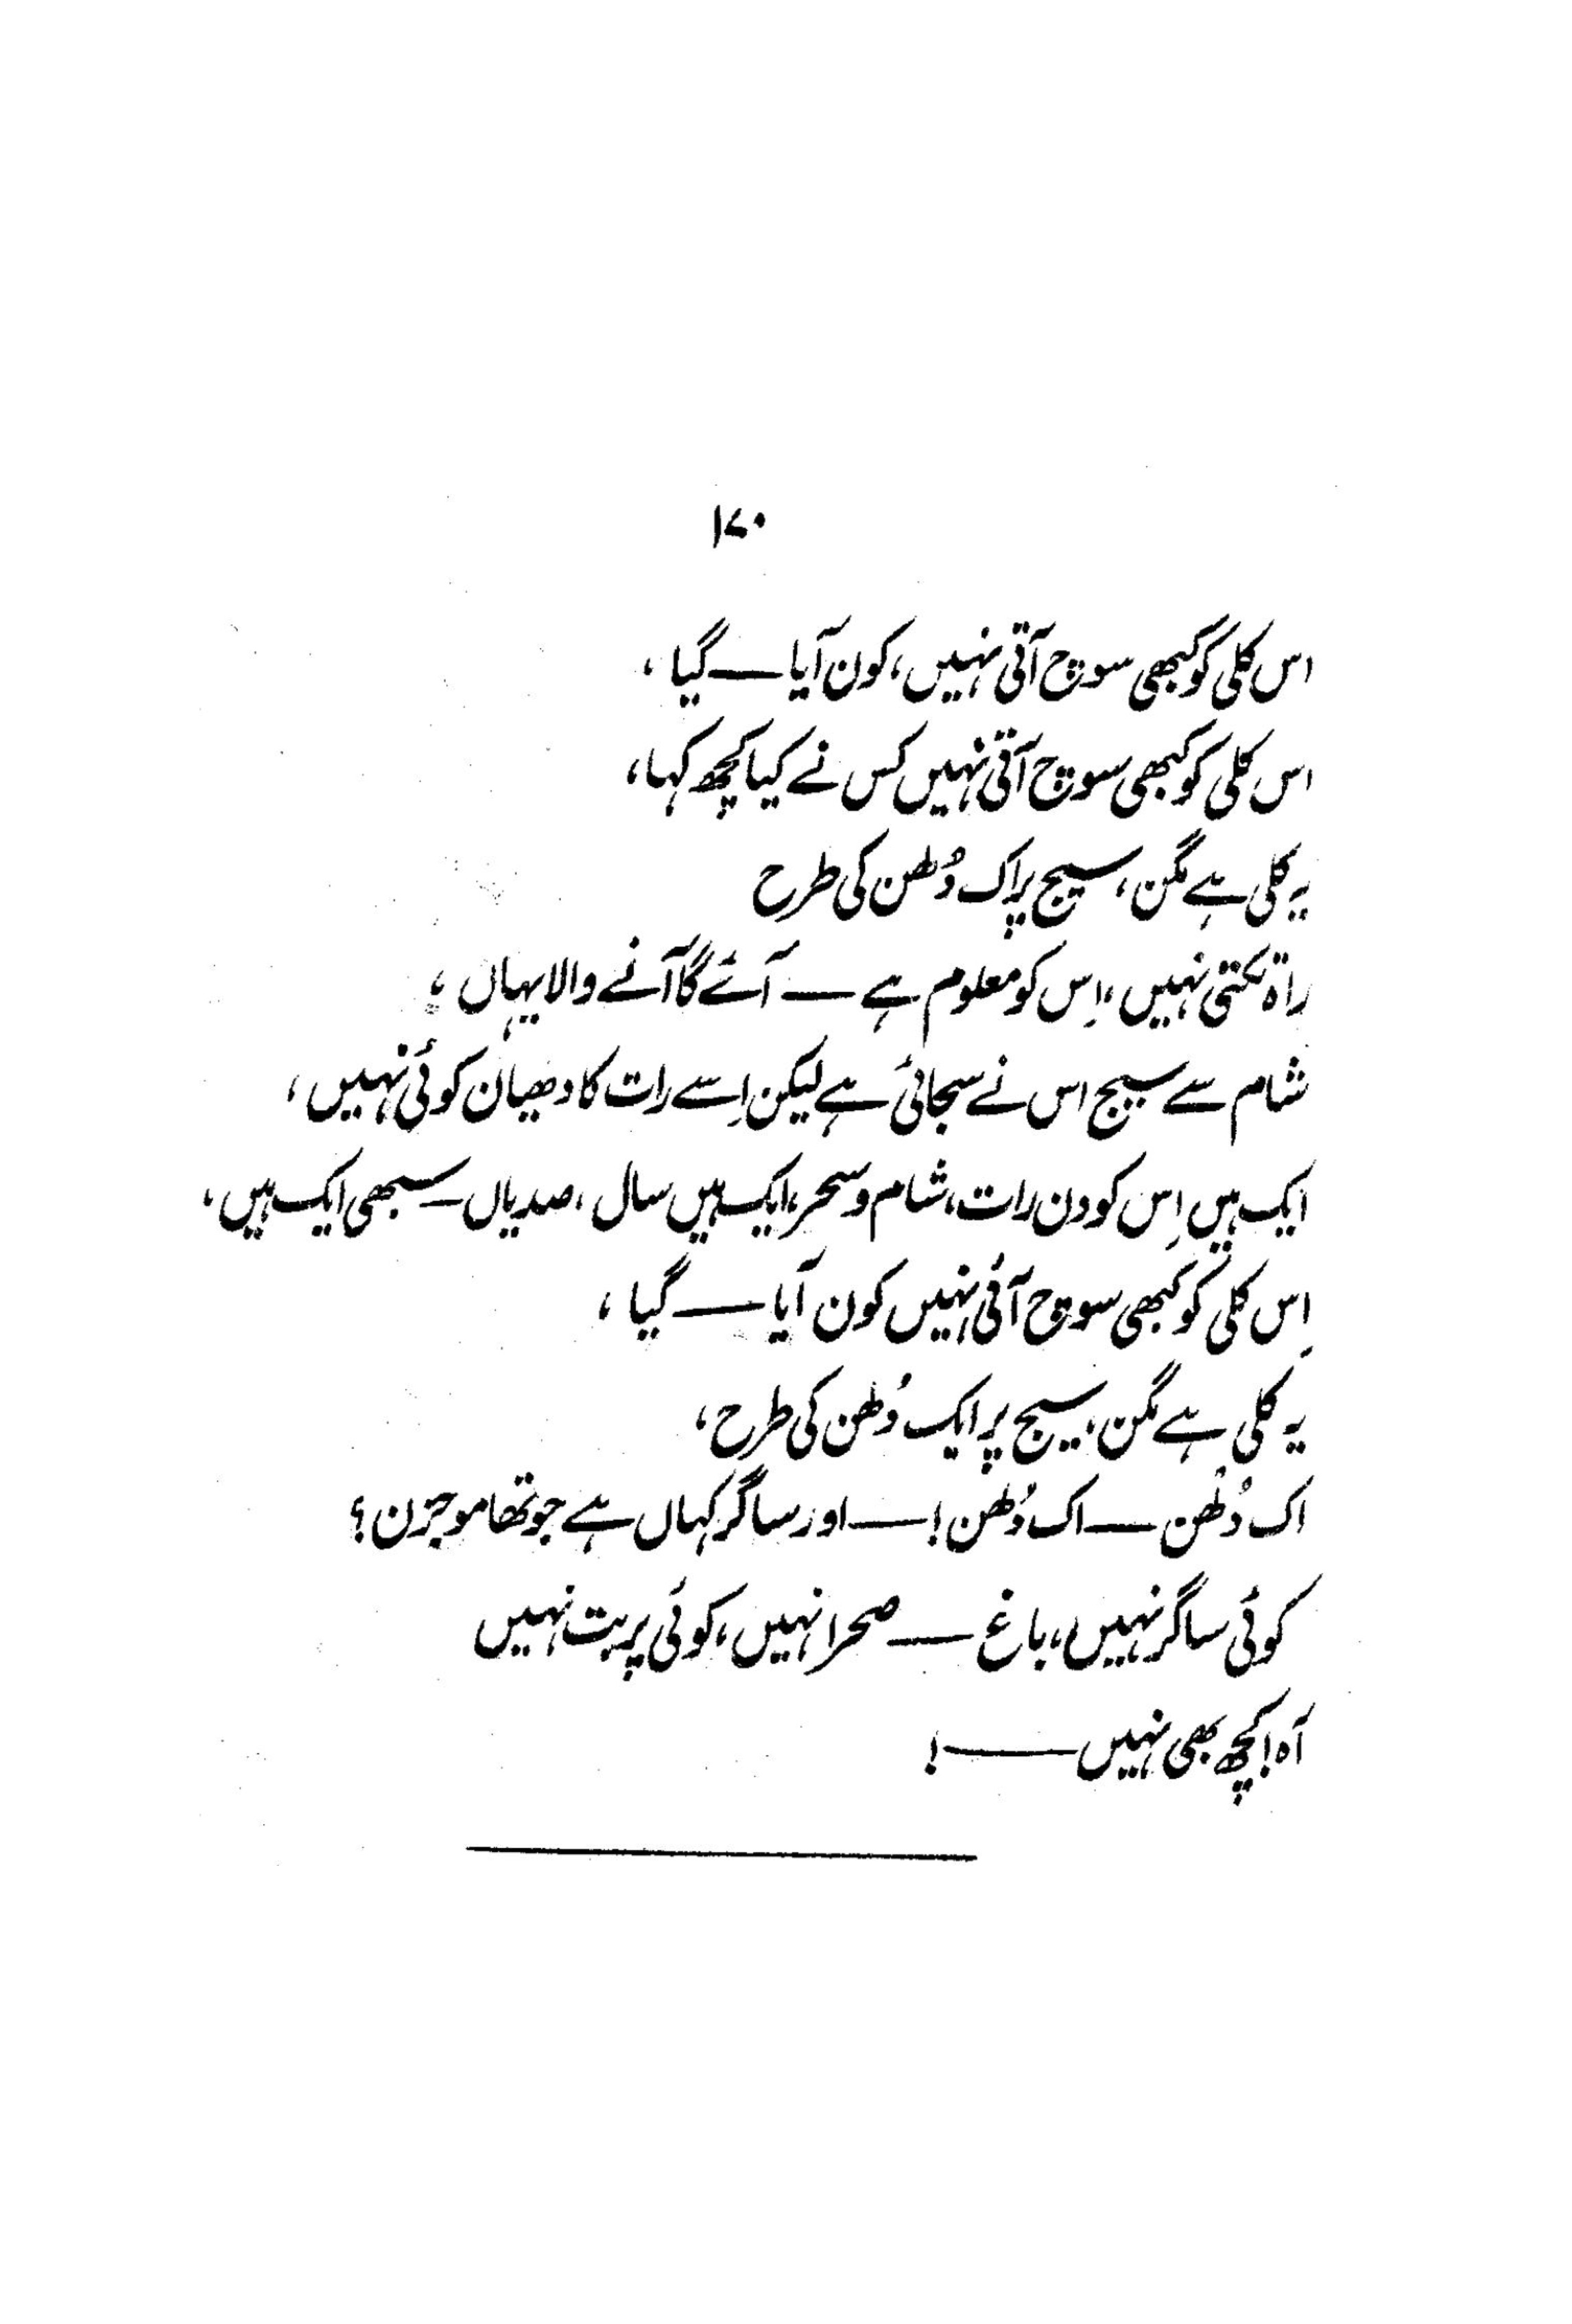 ۱۷۰
اس کلی کو کبھی سوچ آتی نہیں، کون آیا — گیا،
اس کلی کو کبھی سوچ آتی نہیں کس نے کیا کچھ کہا،
یہ کلی ہے مگن، سیج پر اک دُلھن کی طرح
راہ تکتی نہیں، اِس کو معلوم ہے — آئے گا آنے والا یہاں،
شام سے سیج اس نے سجائی ہے لیکن اِسے رات کا دھیان کوئی نہیں،
ایک ہیں اِس کو دن رات، شام و سحر، ایک ہیں سال، صدیاں — سبھی ایک ہیں،
اِس کلی کو کبھی سوچ آئی نہیں کون آیا — گیا،
یہ کلی ہے مگن، سیج پر ایک دُلھن کی طرح،
اک دُلھن — اک دُلھن! — اور ساگر کہاں ہے جو تھا موجزن؟
کوئی ساگر نہیں، باغ — صحرا نہیں، کوئی پربت نہیں
آہ! کچھ بھی نہیں — !